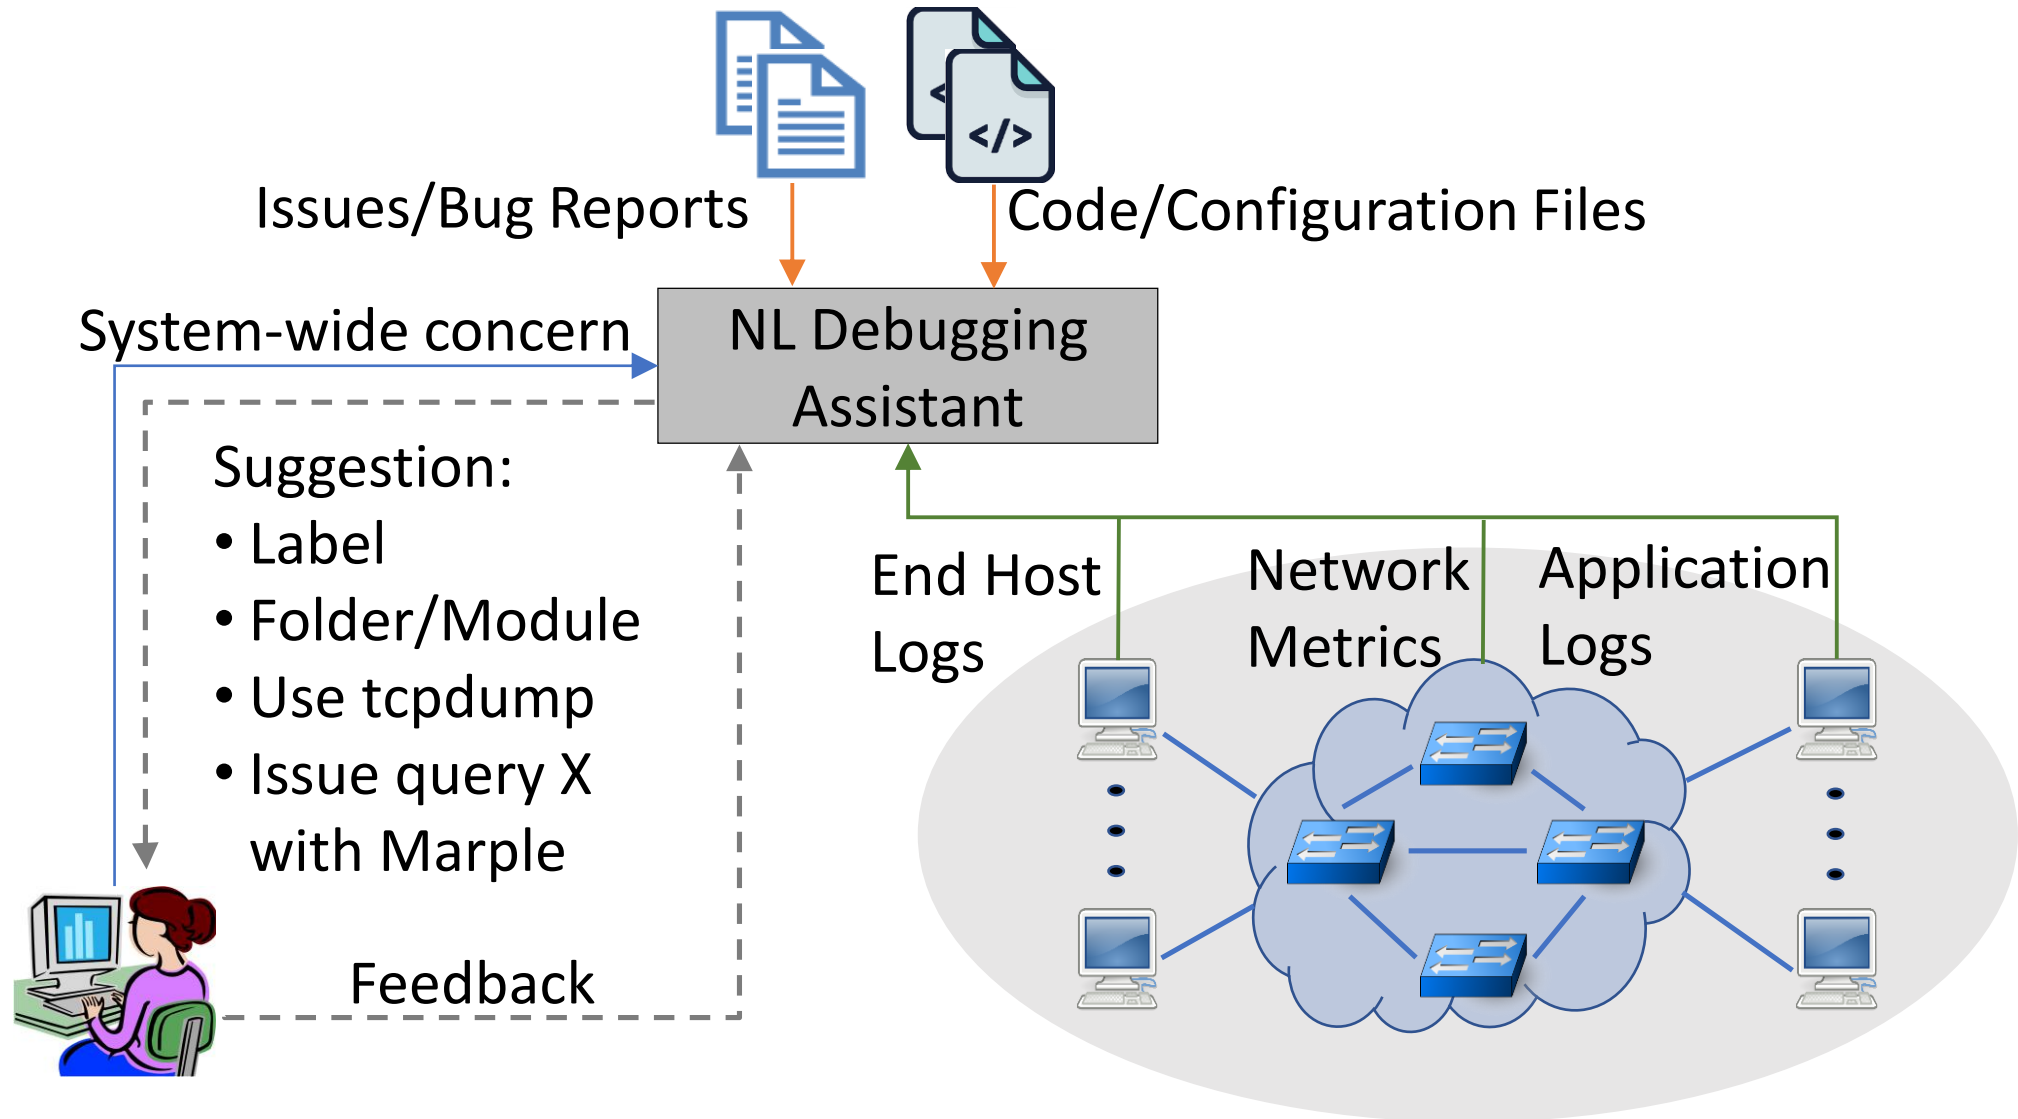 </>
Issues/Bug Reports
Code/Configuration Files
System-wide concern
NL Debugging
Assistant
Suggestion:
• Label
• Folder/Module
• Use tcpdump
• Issue query X
with Marple
Feedback
End Host
Logs
Network
Metrics
Application
Logs